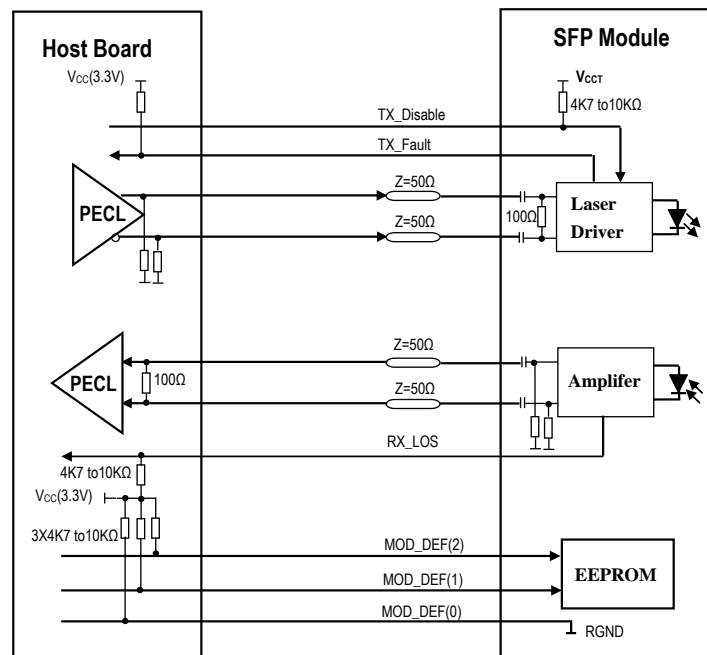 Host Board
SFP Module
VCC(3.3V)
VCCT
4K7 to10KΩ
TX_Disable
TX_Fault
Z=50Ω
PECL
100Ω
Laser
Driver
Z=50Ω
Z=50Ω
PECL
100Ω
Z=50Ω
Amplifer
RX_LOS
4K7 to10KΩ
VCC(3.3V)
3X4K7 to10KΩ
MOD_DEF(2)
EEPROM
MOD_DEF(1)
MOD_DEF(0)
RGND